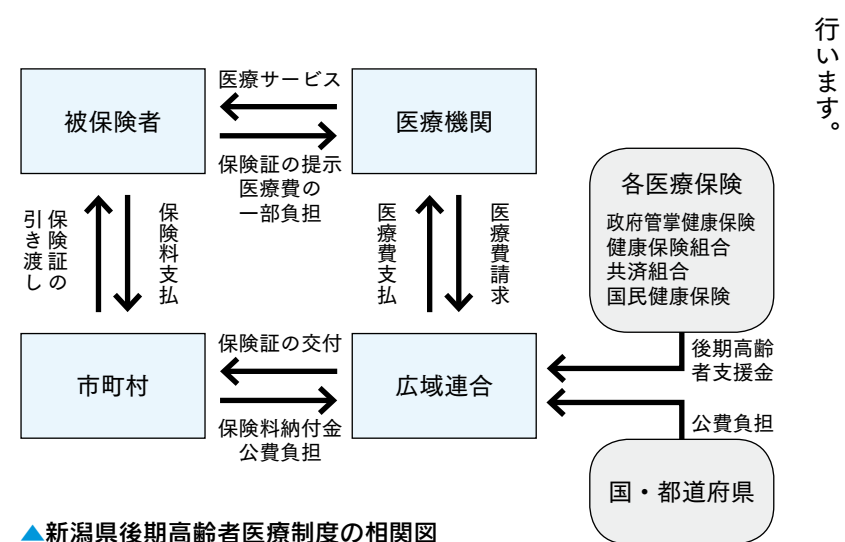 行います。
被保険者
医療サービス
保険証の提示
医療費の
一部負担
医療機関
保険証の
引き渡し
保険料支払
医療費支払
医療費請求
市町村
保険証の交付
保険料納付金
公費負担
広域連合
各医療保険
政府管掌健康保険
健康保険組合
共済組合
国民健康保険
後期高齢
者支援金
公費負担
国・都道府県
▲新潟県後期高齢者医療制度の相関図